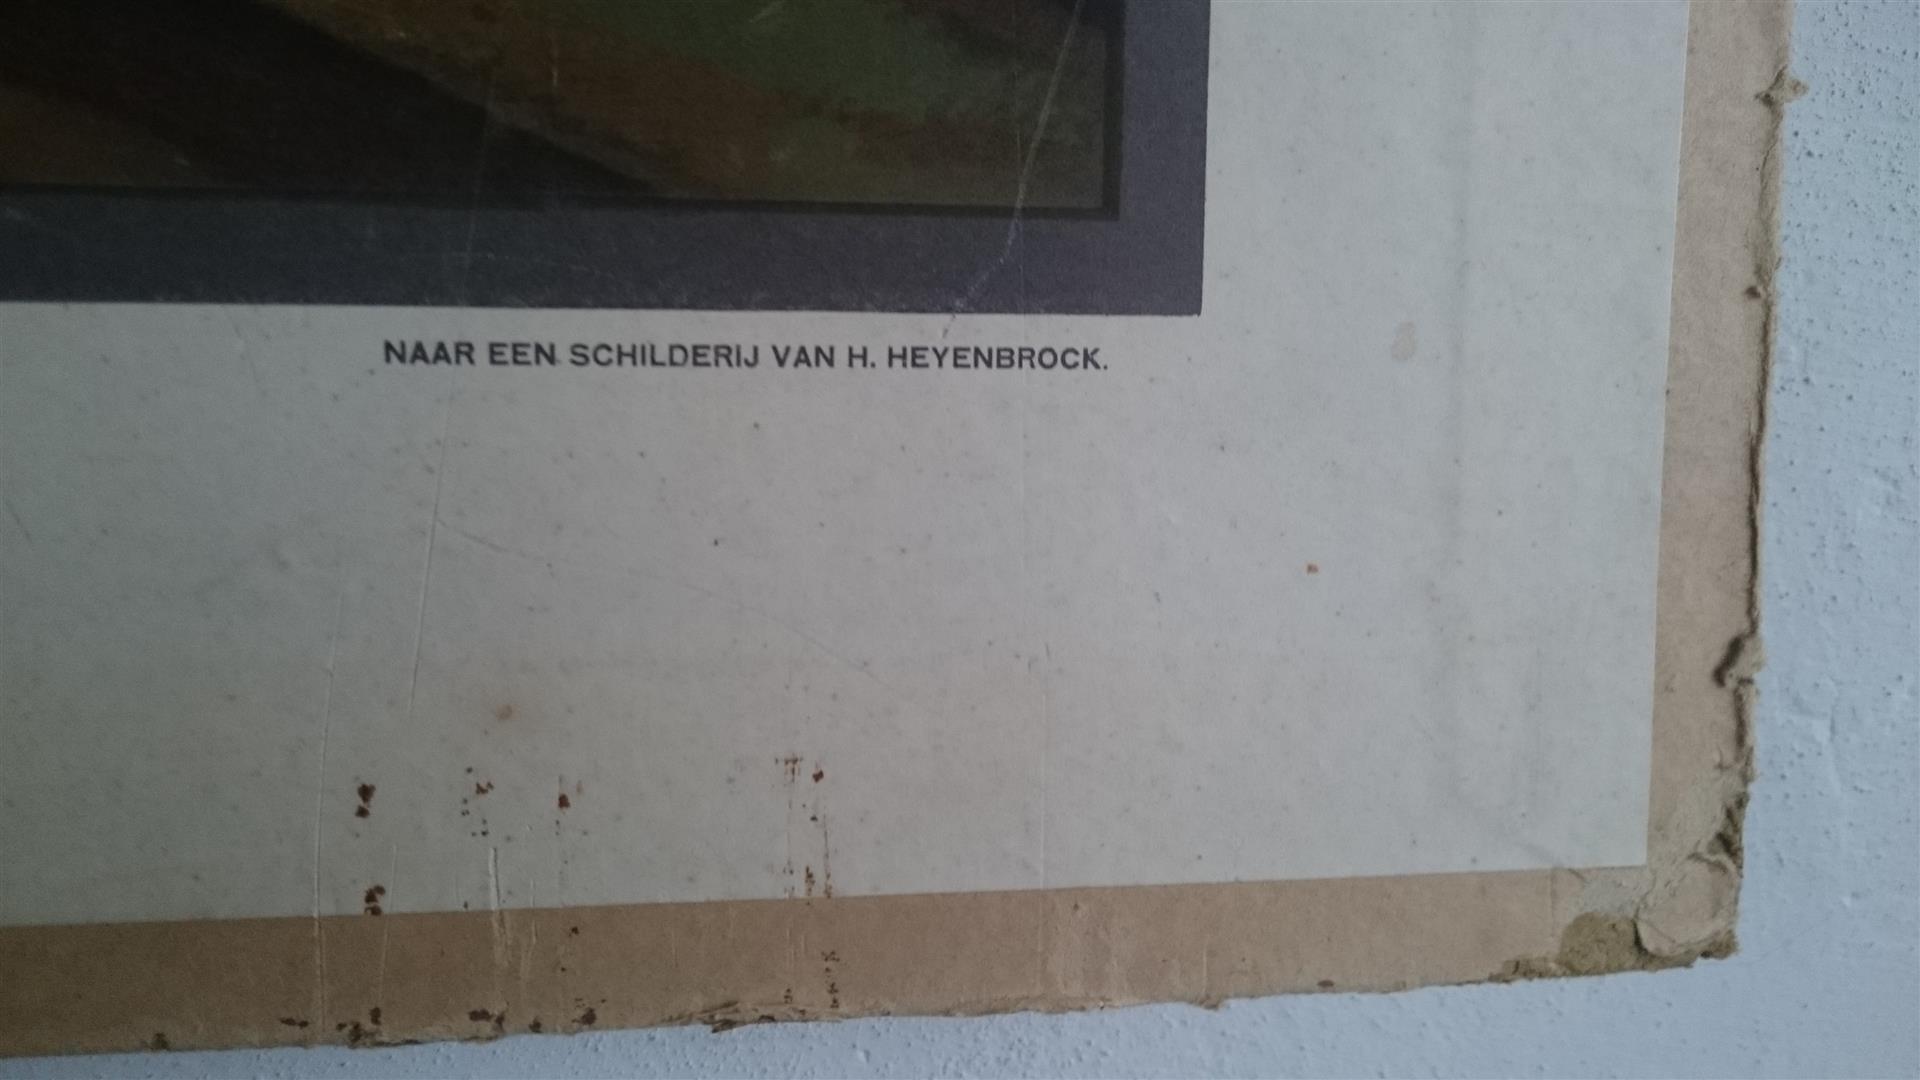 NAAR EEN SCHILDERIJ VAN H. HEYENBROCK.